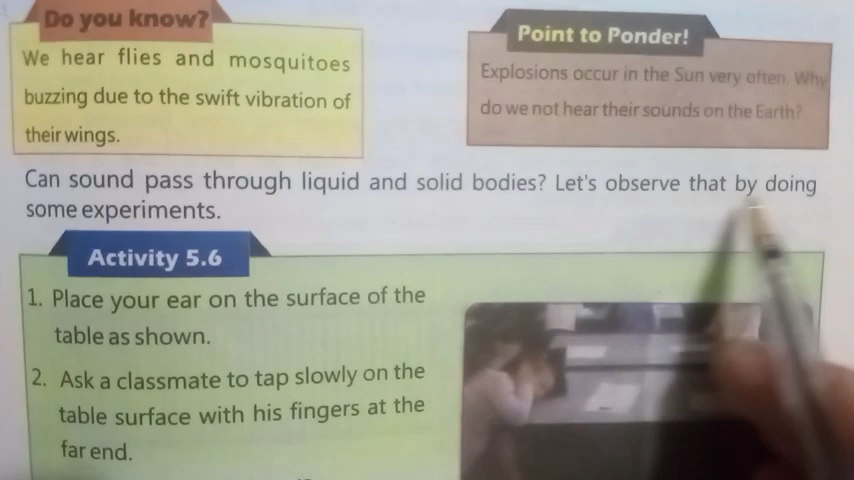 Do you know?
We hear flies and mosquitoes
buzzing due to the swift vibration of
their wings.
Point to Ponder!
Explosions occur in the Sun very often. Why
do we not hear their sounds on the Earth?
Can sound pass through liquid and solid bodies? Let's observe that by doing
some experiments.
Activity 5.6
1. Place your ear on the surface of the
table as shown.
2. Ask a classmate to tap slowly on the
table surface with his fingers at the
far end.